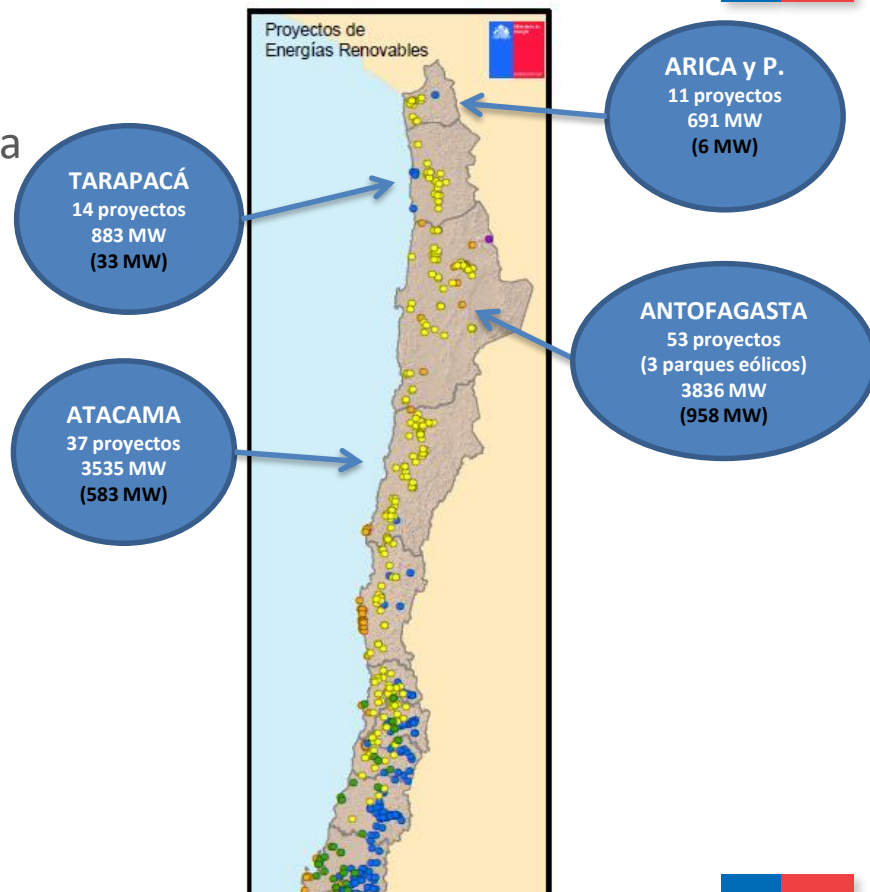 Proyectos de
Energías Renovables
a
ARICA y P.
11 proyectos
691 MW
(6 MW)
TARAPACÁ
14 proyectos
883 MW
(33 MW)
ANTOFAGASTA
53 proyectos
(3 parques eólicos)
3836 MW
(958 MW)
ATACAMA
37 proyectos
3535 MW
(583 MW)